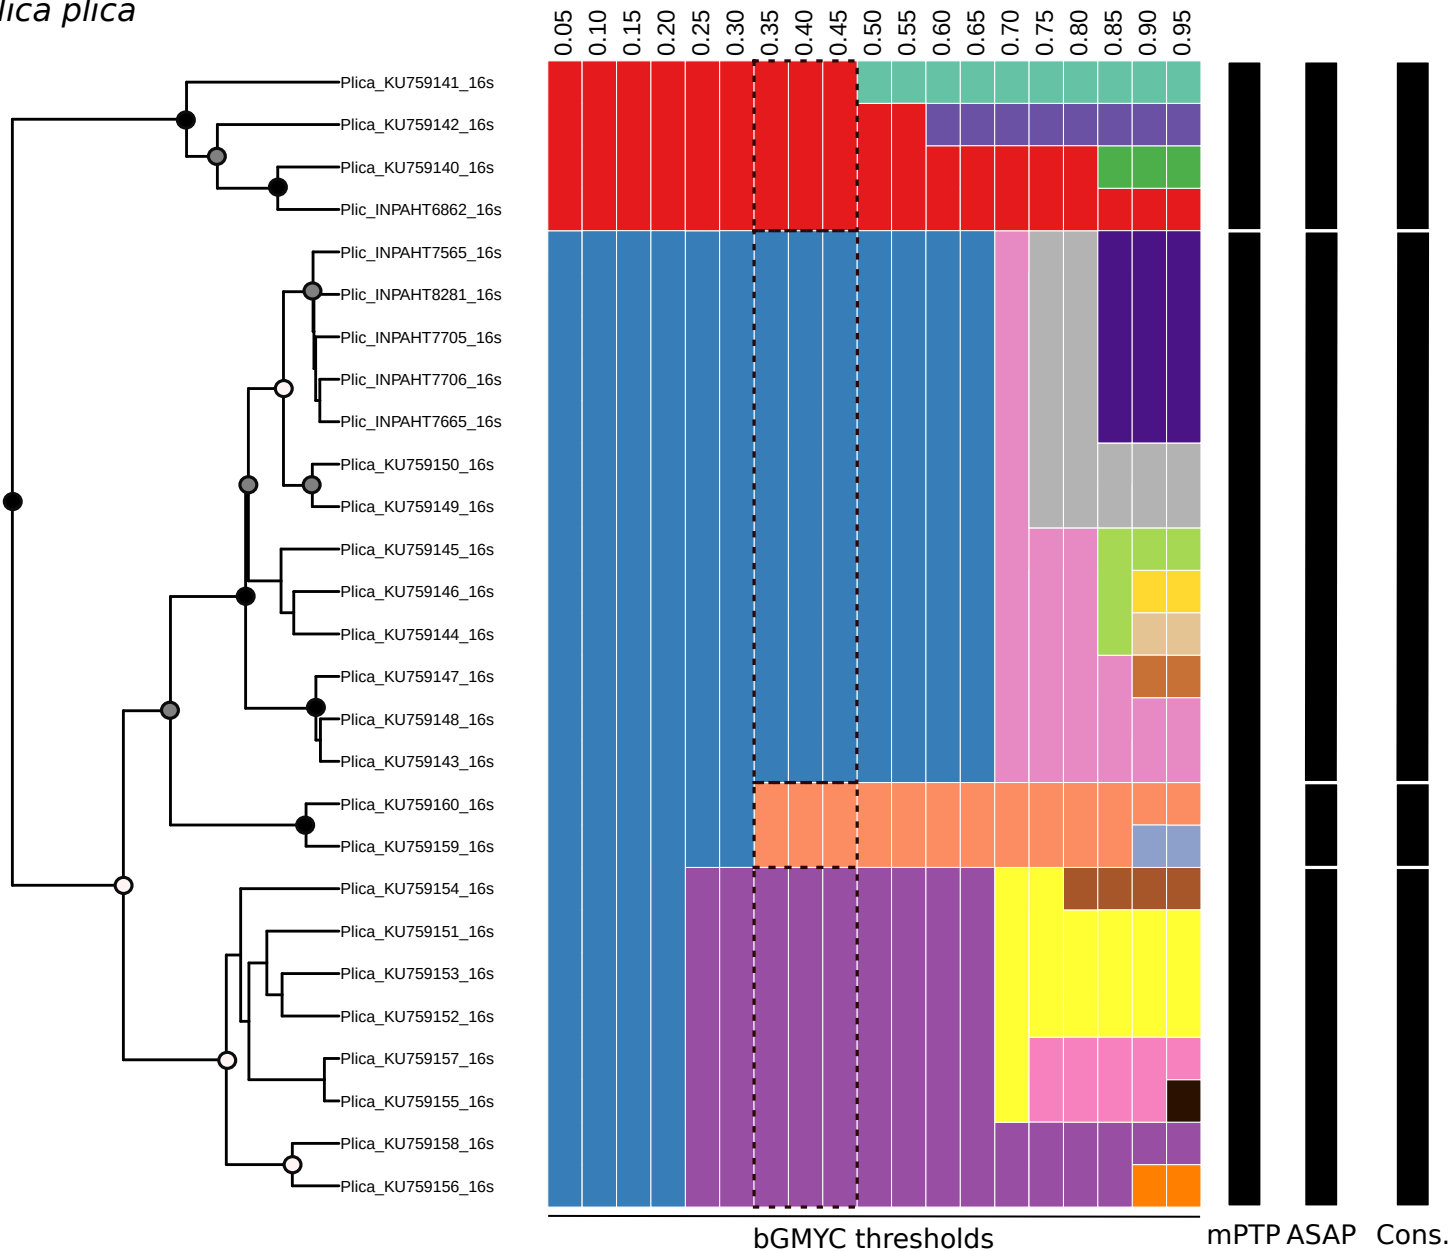 lica plica
0.05 0.10 0.15 0.20 0.25 0.30 0.35 0.40 0.45 0.50 0.55 0.60 0.65 0.70 0.75 0.80 0.85 0.90 0.95
Plica_KU759141_16s
Plica_KU759142_16s
Plica_KU759140_16s
Plic_INPAHT6862_16s
Plic_INPAHT7565_16s
Plic_INPAHT8281_16s
Plic_INPAHT7705_16s
Plic_INPAHT7706_16s
Plic_INPAHT7665_16s
Plica_KU759150_16s
Plica_KU759149_16s
Plica_KU759145_16s
Plica_KU759146_16s
Plica_KU759144_16s
Plica_KU759147_16s
Plica_KU759148_16s
Plica_KU759143_16s
Plica_KU759160_16s
Plica_KU759159_16s
Plica_KU759154_16s
Plica_KU759151_16s
Plica_KU759153_16s
Plica_KU759152_16s
Plica_KU759157_16s
Plica_KU759155_16s
Plica_KU759158_16s
Plica_KU759156_16s
bGMYC thresholds mPTP ASAP Cons.